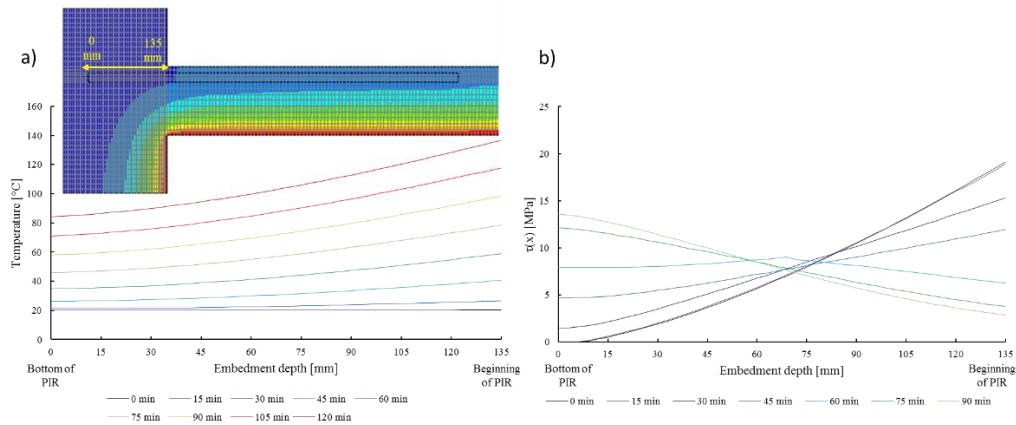 a)
0
mm
135
mm
160
140
120
100
80
60
40
20
0
Temperature [°C]
0 15 30 45 60 75 90 105 120 135
Bottom of
PIR
Embedment depth [mm]
Beginning
of PIR
0 min 15 min 30 min 45 min 60 min
75 min 90 min 105 min 120 min
b)
25
20
15
10
5
0
τ(x) [MPa]
0 15 30 45 60 75 90 105 120 135
Bottom of
PIR
Embedment depth [mm]
Beginning
of PIR
0 min 15 min 30 min 45 min 60 min 75 min 90 min